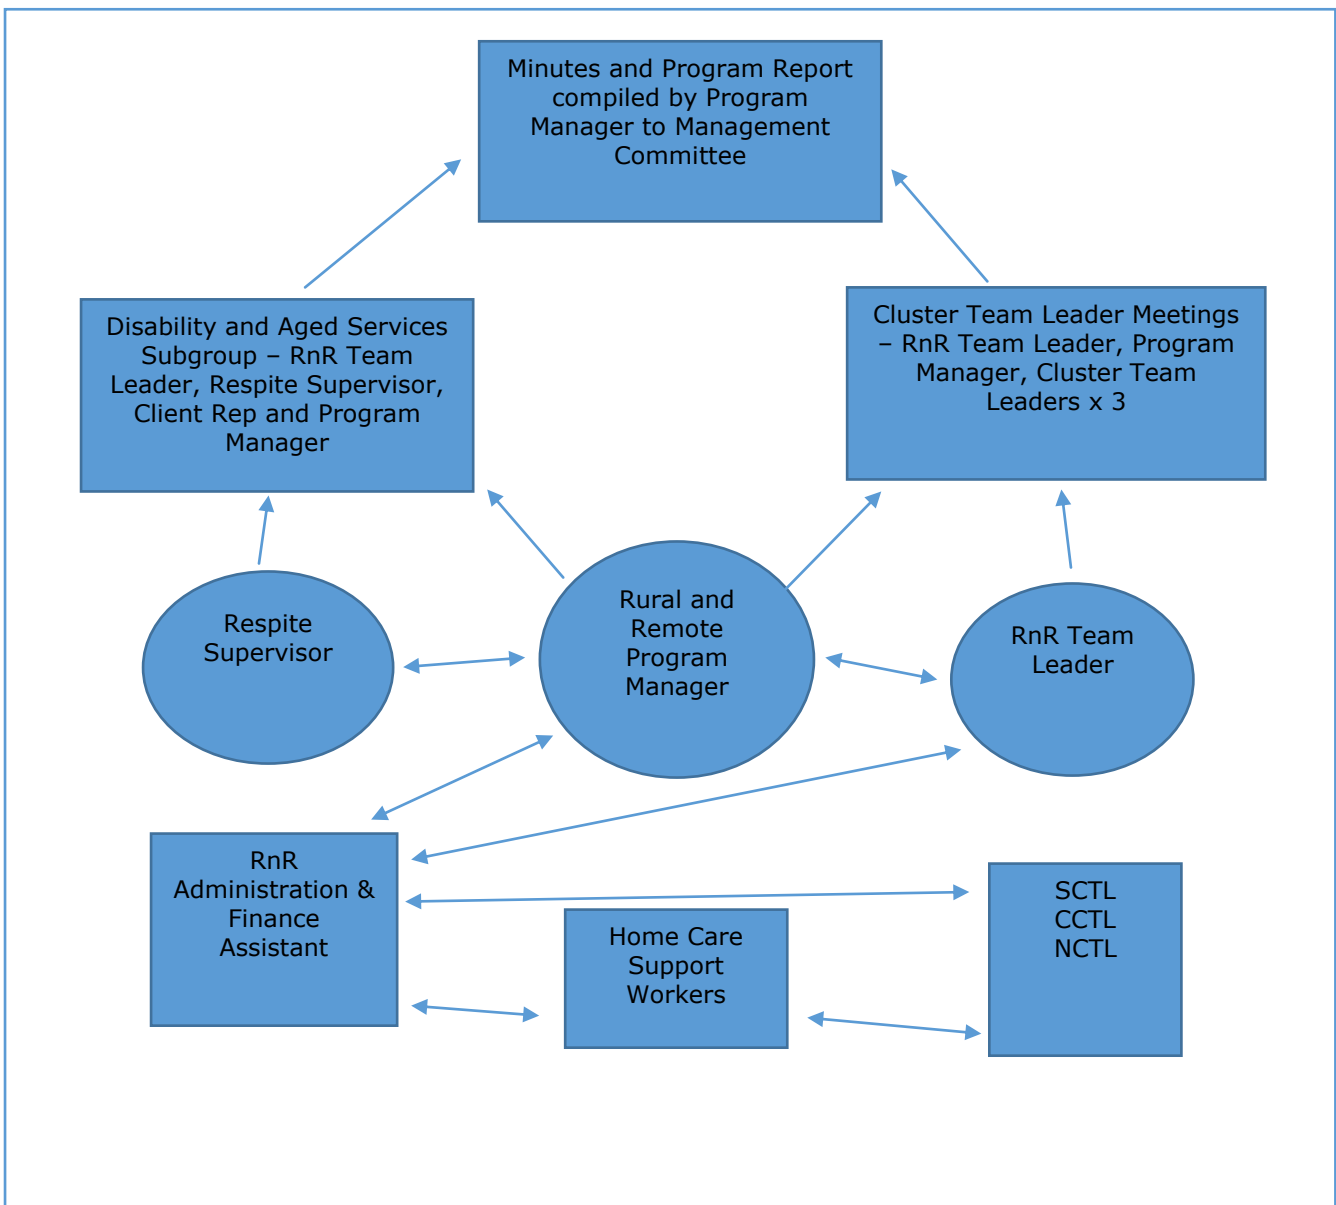 Minutes and Program Report
compiled by Program
Manager to Management
Committee
Disability and Aged Services
Subgroup – RnR Team
Leader, Respite Supervisor,
Client Rep and Program
Manager
Cluster Team Leader Meetings
– RnR Team Leader, Program
Manager, Cluster Team
Leaders x 3
Respite
Supervisor
Rural and
Remote
Program
Manager
RnR Team
Leader
RnR
Administration &
Finance
Assistant
Home Care
Support
Workers
SCTL
CCTL
NCTL